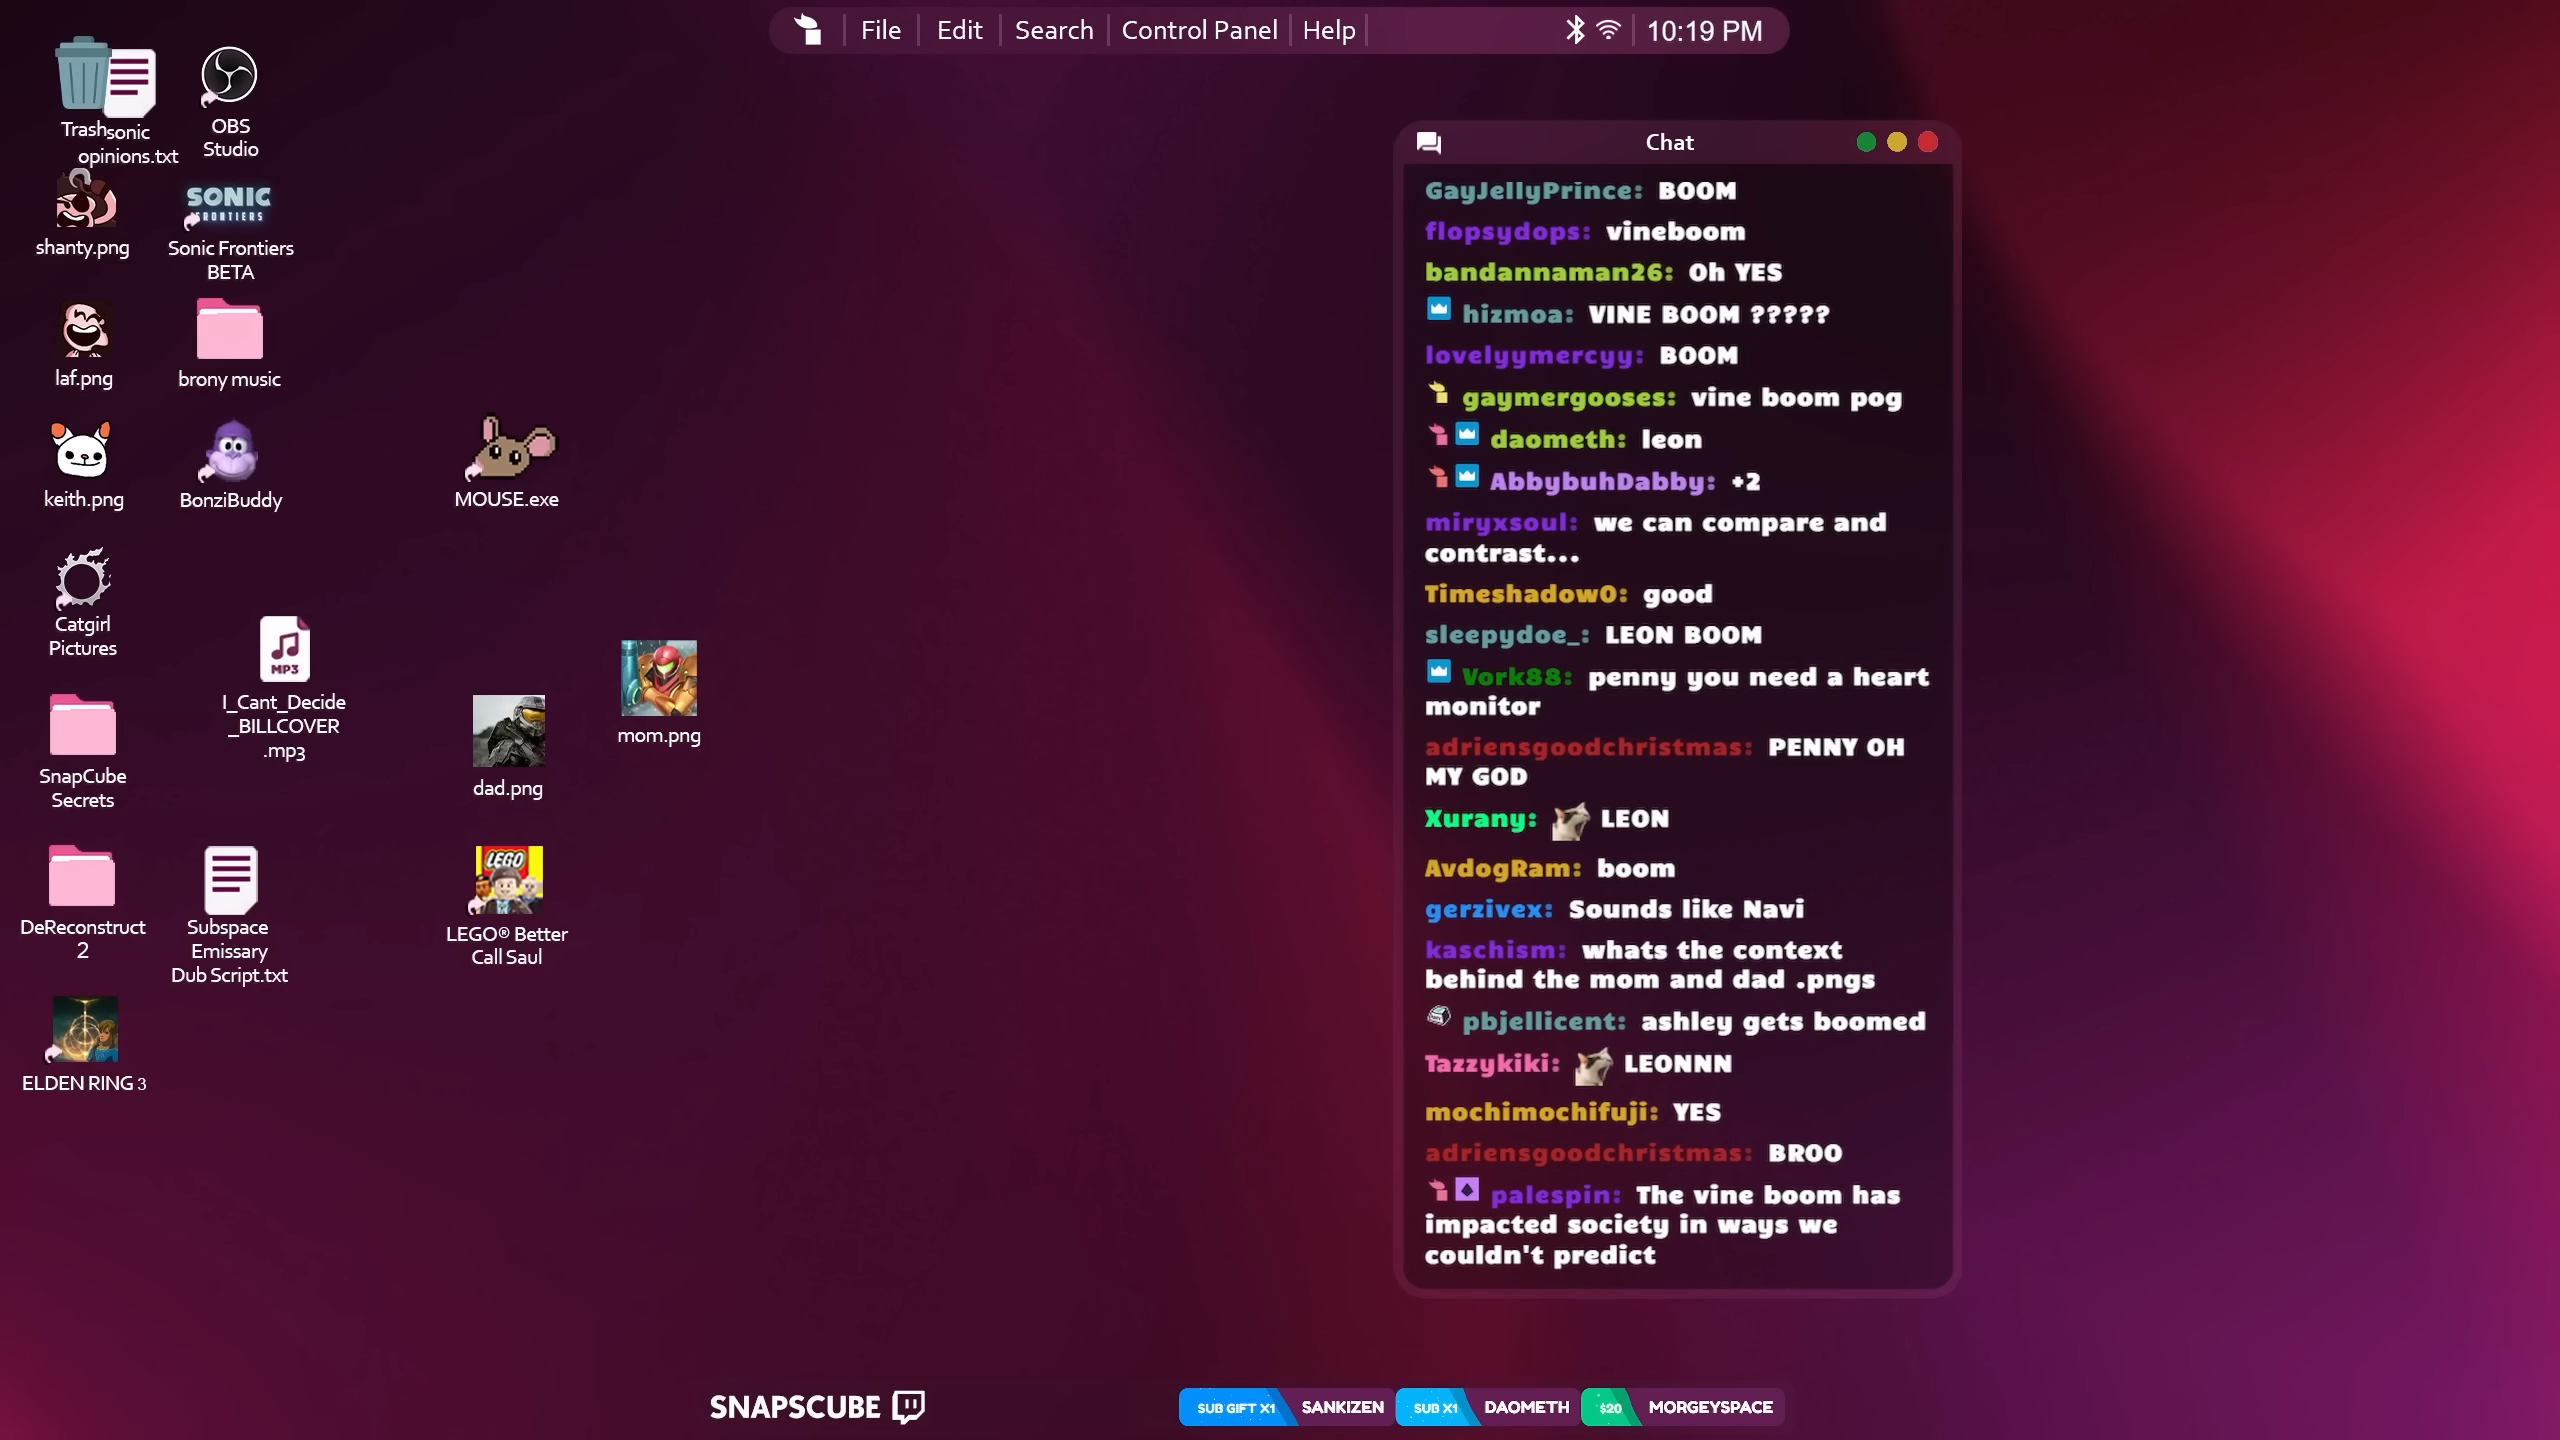 File Edit Search Control Panel Help 10:19 PM
Trash
sonic
opinions.txt
OBS
Studio
shanty.png
SONIC
FRONTIERS
Sonic Frontiers
BETA
laf.png
brony music
keith.png
BonziBuddy
MOUSE.exe
Catgirl
Pictures
MP3
I_Cant_Decide
_BILLCOVER
.mp3
mom.png
dad.png
SnapCube
Secrets
DeReconstruct
2
Subspace
Emissary
Dub Script.txt
LEGO
LEGO® Better
Call Saul
ELDEN RING 3
Chat
GayJellyPrince: BOOM
flopsydops: vineboom
bandannaman26: Oh YES
hizmoa: VINE BOOM ?????
lovelyymercyy: BOOM
gaymergooses: vine boom pog
daometh: leon
AbbybuhDabby: +2
miryxsoul: we can compare and
contrast...
Timeshadow0: good
sleepydoe_: LEON BOOM
Vork88: penny you need a heart
monitor
adriensgoodchristmas: PENNY OH
MY GOD
Xurany: LEON
AvdogRam: boom
gerzivex: Sounds like Navi
kaschism: whats the context
behind the mom and dad .pngs
pbjellicent: ashley gets boomed
Tazzykiki: LEONNN
mochimochifuji: YES
adriensgoodchristmas: BROO
palespin: The vine boom has
impacted society in ways we
couldn't predict
SNAPSCUBE
SUB GIFT X1 SANKIZEN SUB X1 DAOMETH $20 MORGEYSPACE